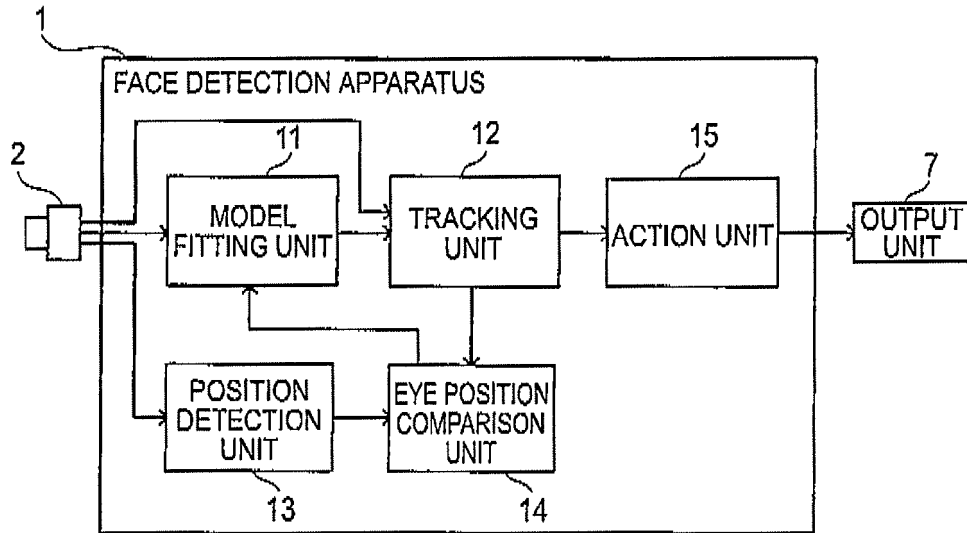 1
FACE DETECTION APPARATUS
2
11
12
15
7
MODEL
FITTING UNIT
TRACKING
UNIT
ACTION UNIT
OUTPUT
UNIT
POSITION
DETECTION
UNIT
EYE POSITION
COMPARISON
UNIT
13
14